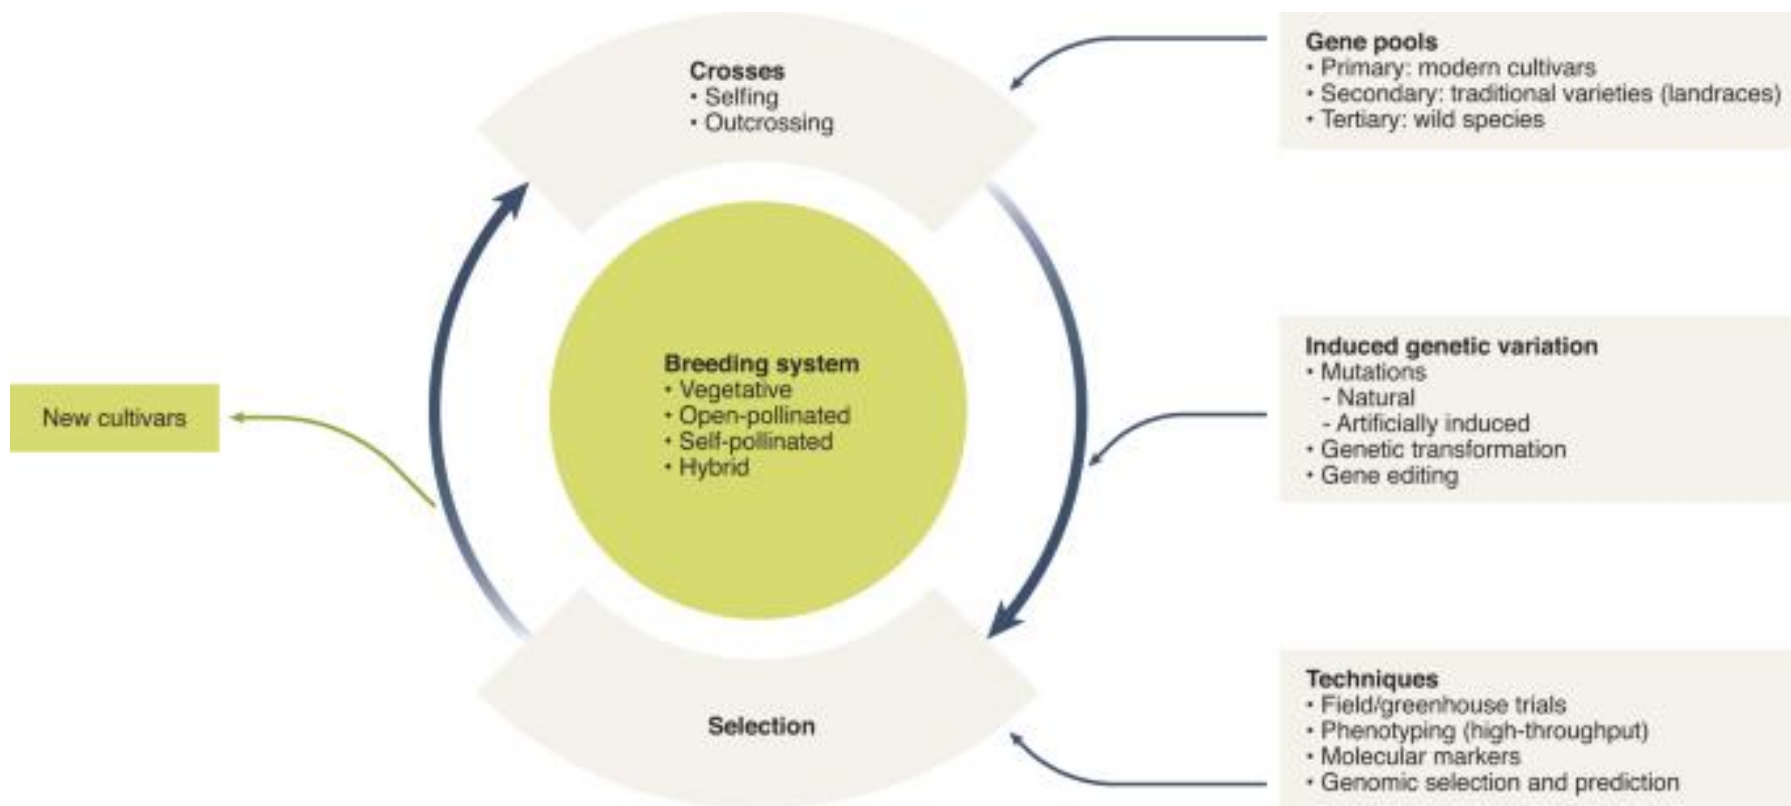 Crosses
• Selfing
• Outcrossing
Gene pools
• Primary: modern cultivars
• Secondary: traditional varieties (landraces)
• Tertiary: wild species
Breeding system
• Vegetative
• Open-pollinated
• Self-pollinated
• Hybrid
New cultivars
Induced genetic variation
• Mutations
- Natural
- Artificially induced
• Genetic transformation
• Gene editing
Selection
Techniques
• Field/greenhouse trials
• Phenotyping (high-throughput)
• Molecular markers
• Genomic selection and prediction